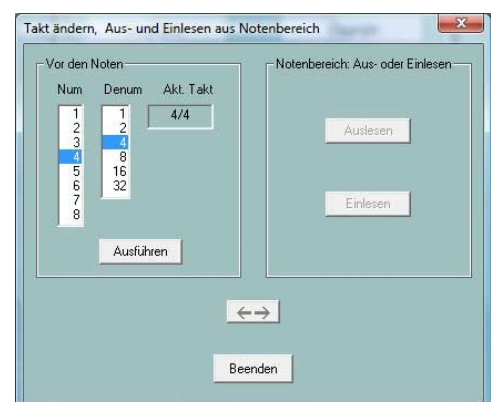 Takt ändern, Aus- und Einlesen aus Notenbereich
Vor den Noten
Num Denum Akt. Takt
1 1 4/4
2 2
3 4
4 8
5 16
6 32
7
8
Ausführen
Notenbereich: Aus- oder Einlesen
Auslesen
Einlesen
Beenden